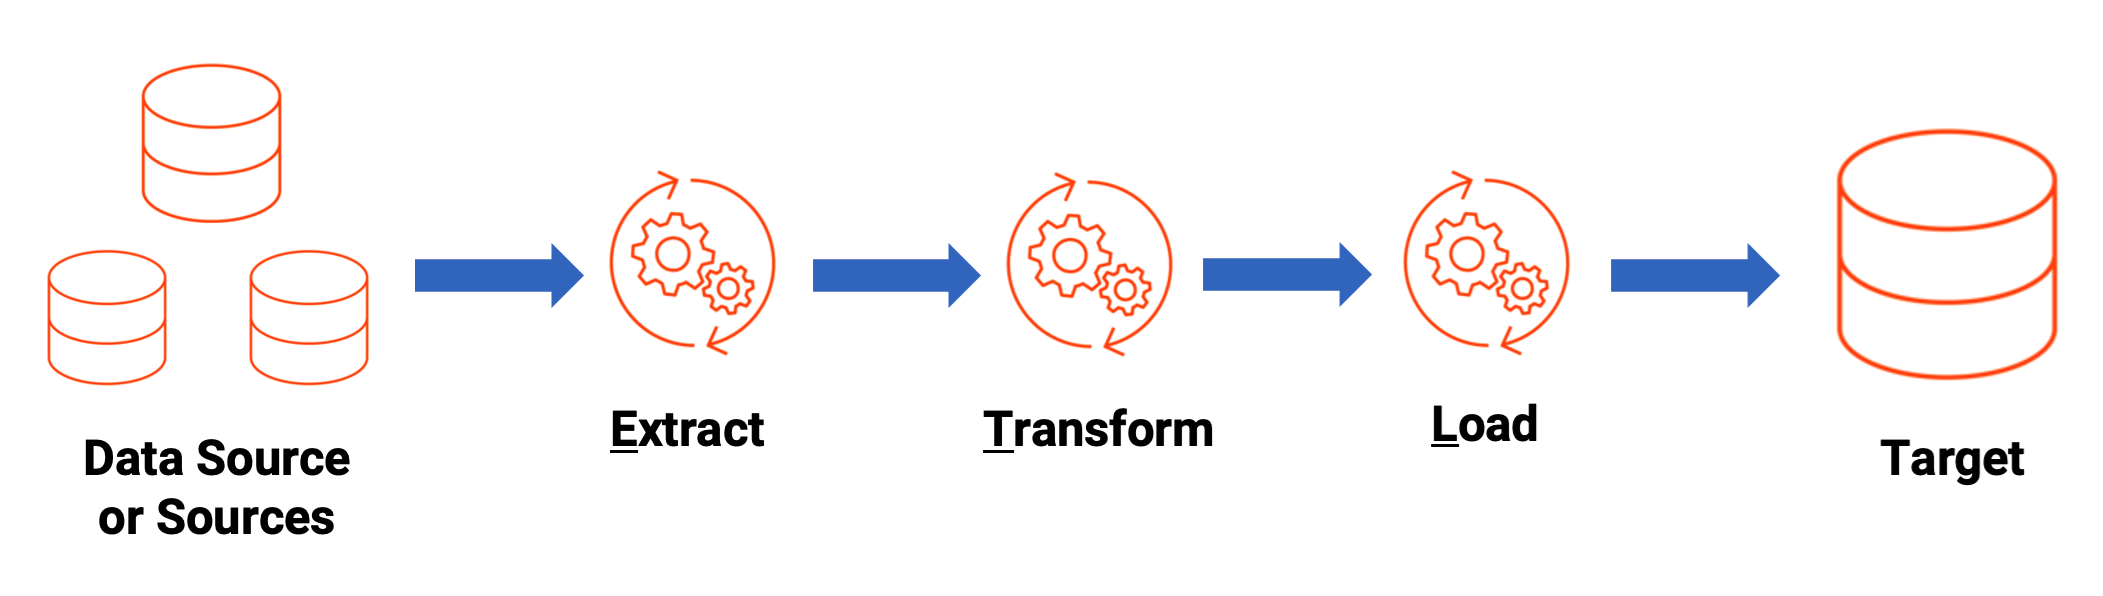 Data Source
or Sources
Extract
Transform
Load
Target